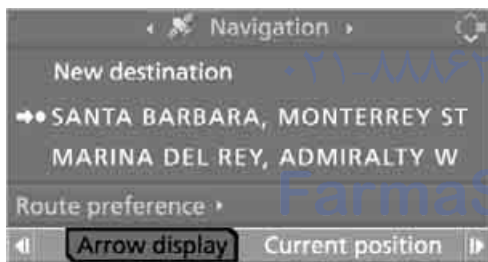 Navigation
New destination
SANTA BARBARA, MONTERREY ST
MARINA DEL REY, ADMIRALTY W
Route preference
Arrow display Current position